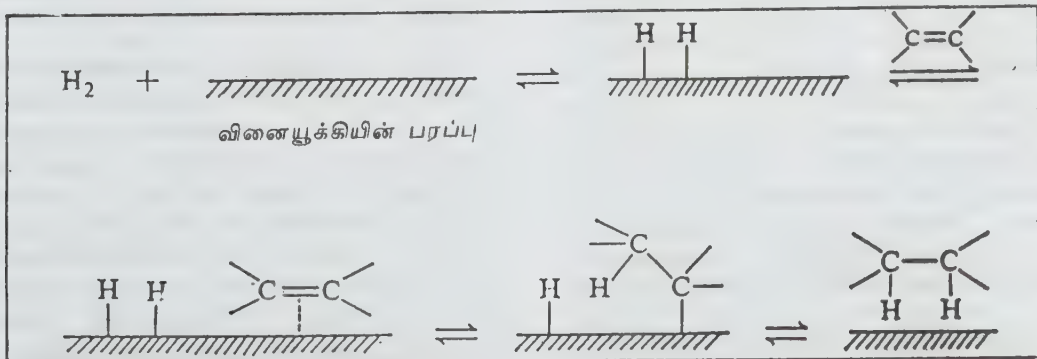 H H
C=C
H₂ + ⇌ ⇌
வினையூக்கியின் பரப்பு
C
C—C
H H C=C H H C H H
⇌ ⇌